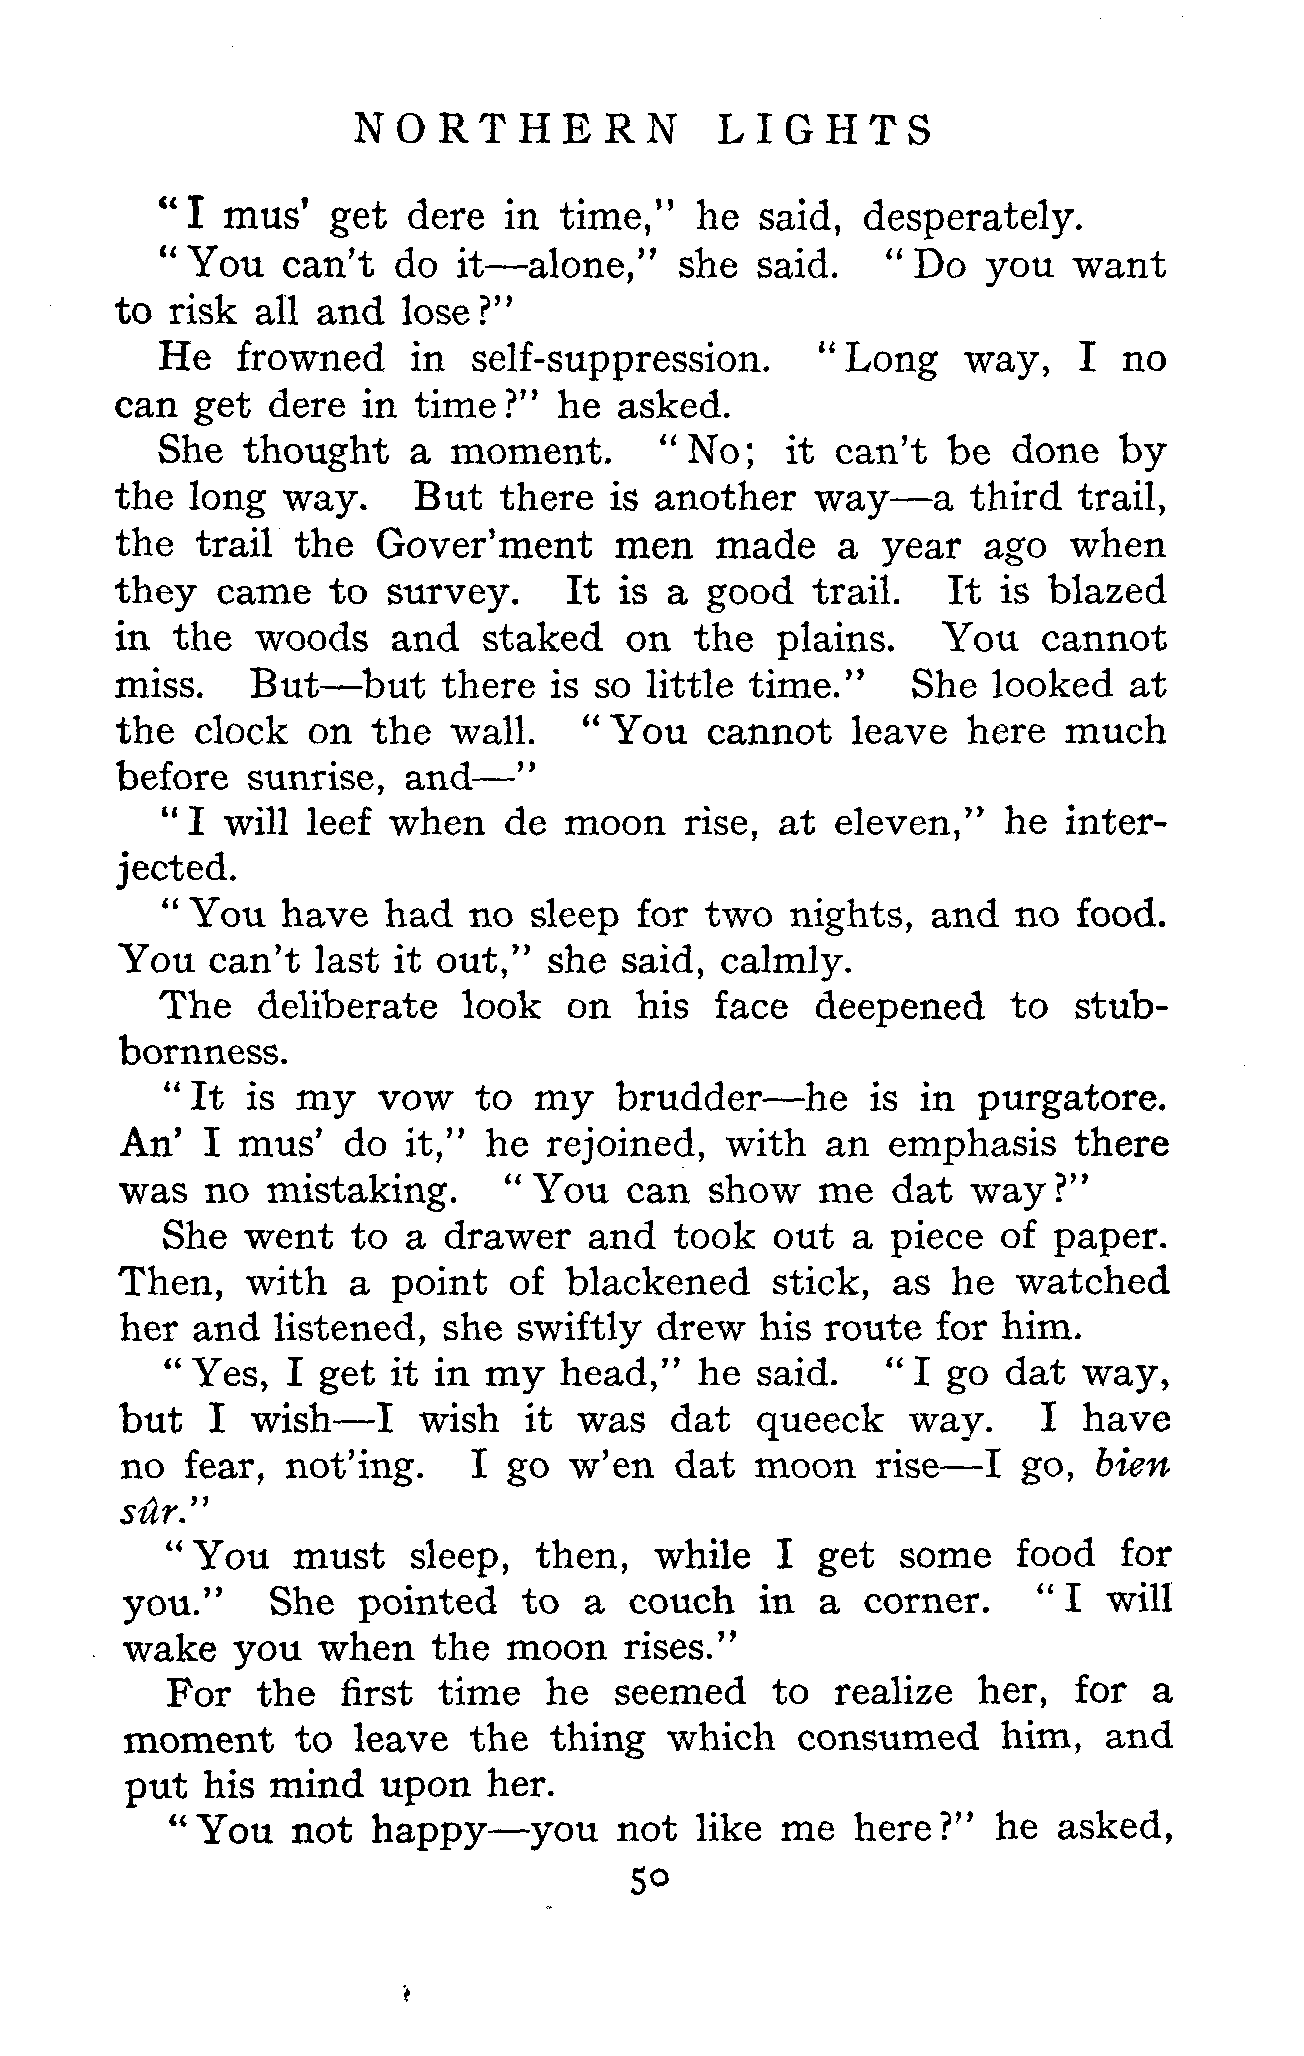 NORTHERN LIGHTS
"I mus' get dere in time," he said, desperately.
"You can't do it—alone," she said. "Do you want
to risk all and lose?"
He frowned in self-suppression. "Long way, I no
can get dere in time?" he asked.
She thought a moment. "No; it can't be done by
the long way. But there is another way—a third trail,
the trail the Gover'ment men made a year ago when
they came to survey. It is a good trail. It is blazed
in the woods and staked on the plains. You cannot
miss. But—but there is so little time." She looked at
the clock on the wall. "You cannot leave here much
before sunrise, and—"
"I will leef when de moon rise, at eleven," he inter-
jected.
"You have had no sleep for two nights, and no food.
You can't last it out," she said, calmly.
The deliberate look on his face deepened to stub-
bornness.
"It is my vow to my brudder—he is in purgatore.
An' I mus' do it," he rejoined, with an emphasis there
was no mistaking. "You can show me dat way?"
She went to a drawer and took out a piece of paper.
Then, with a point of blackened stick, as he watched
her and listened, she swiftly drew his route for him.
"Yes, I get it in my head," he said. "I go dat way,
but I wish—I wish it was dat queeck way. I have
no fear, not'ing. I go w'en dat moon rise—I go, bien
sûr."
"You must sleep, then, while I get some food for
you." She pointed to a couch in a corner. "I will
wake you when the moon rises."
For the first time he seemed to realize her, for a
moment to leave the thing which consumed him, and
put his mind upon her.
"You not happy—you not like me here?" he asked,
50